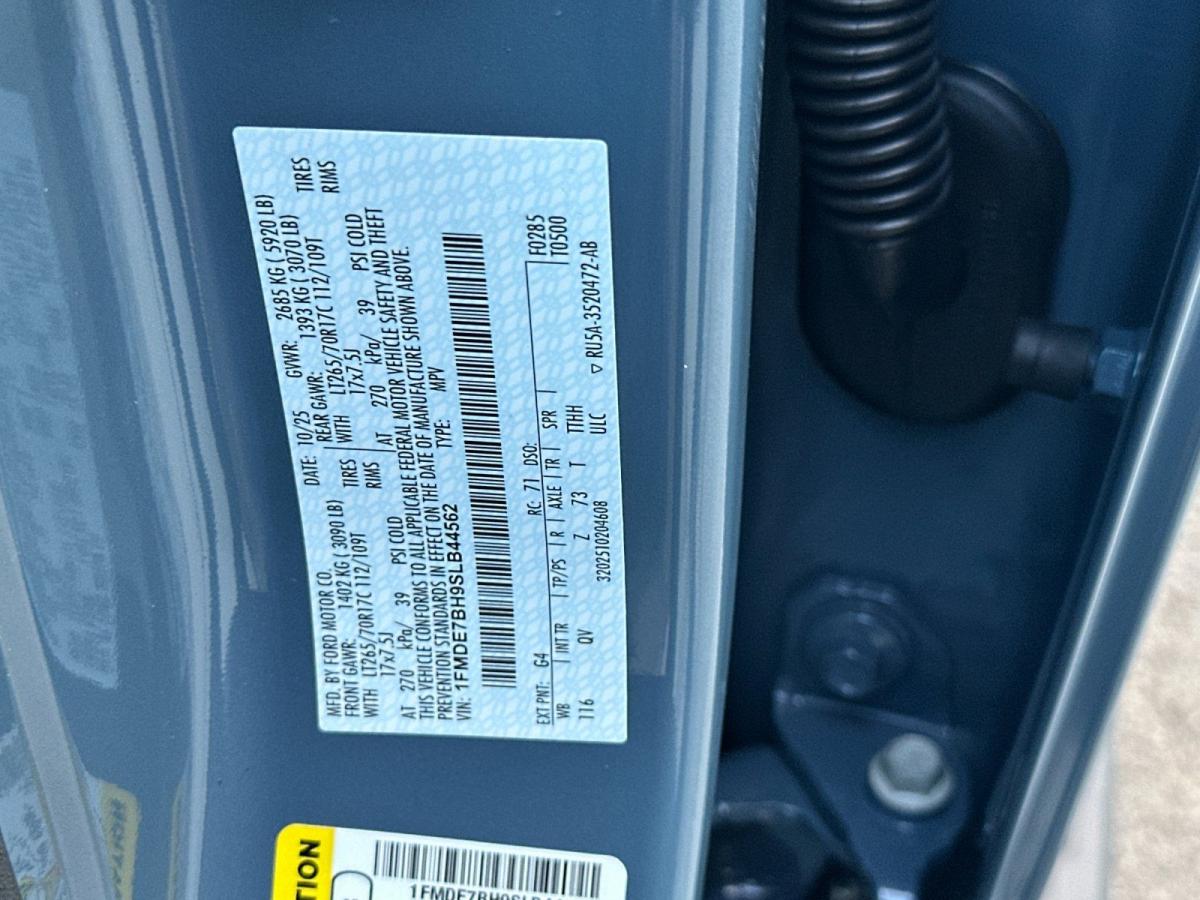 MFD. BY FORD MOTOR CO. DATE: 10/25 GVWR: 2685 KG ( 5920 LB)
FRONT GAWR: 1402 KG ( 3090 LB) REAR GAWR: 1393 KG ( 3070 LB)
WITH LT265/70R17C 112/109T TIRES WITH LT265/70R17C 112/109T TIRES
17x7.5J RIMS 17x7.5J RIMS
AT 270 kPa/ 39 PSI COLD AT 270 kPa/ 39 PSI COLD
THIS VEHICLE CONFORMS TO ALL APPLICABLE FEDERAL MOTOR VEHICLE SAFETY AND THEFT
PREVENTION STANDARDS IN EFFECT ON THE DATE OF MANUFACTURE SHOWN ABOVE.
VIN: 1FMDE7BH9SLB44562 TYPE: MPV
EXT PNT: G4 RC: 71 DSO: F0285
WB INT TR TP/PS R AXLE TR SPR T0500
116 QV Z 73 T TTHH
3202510204608 ULC ▽ RU5A-3520472-AB
TION